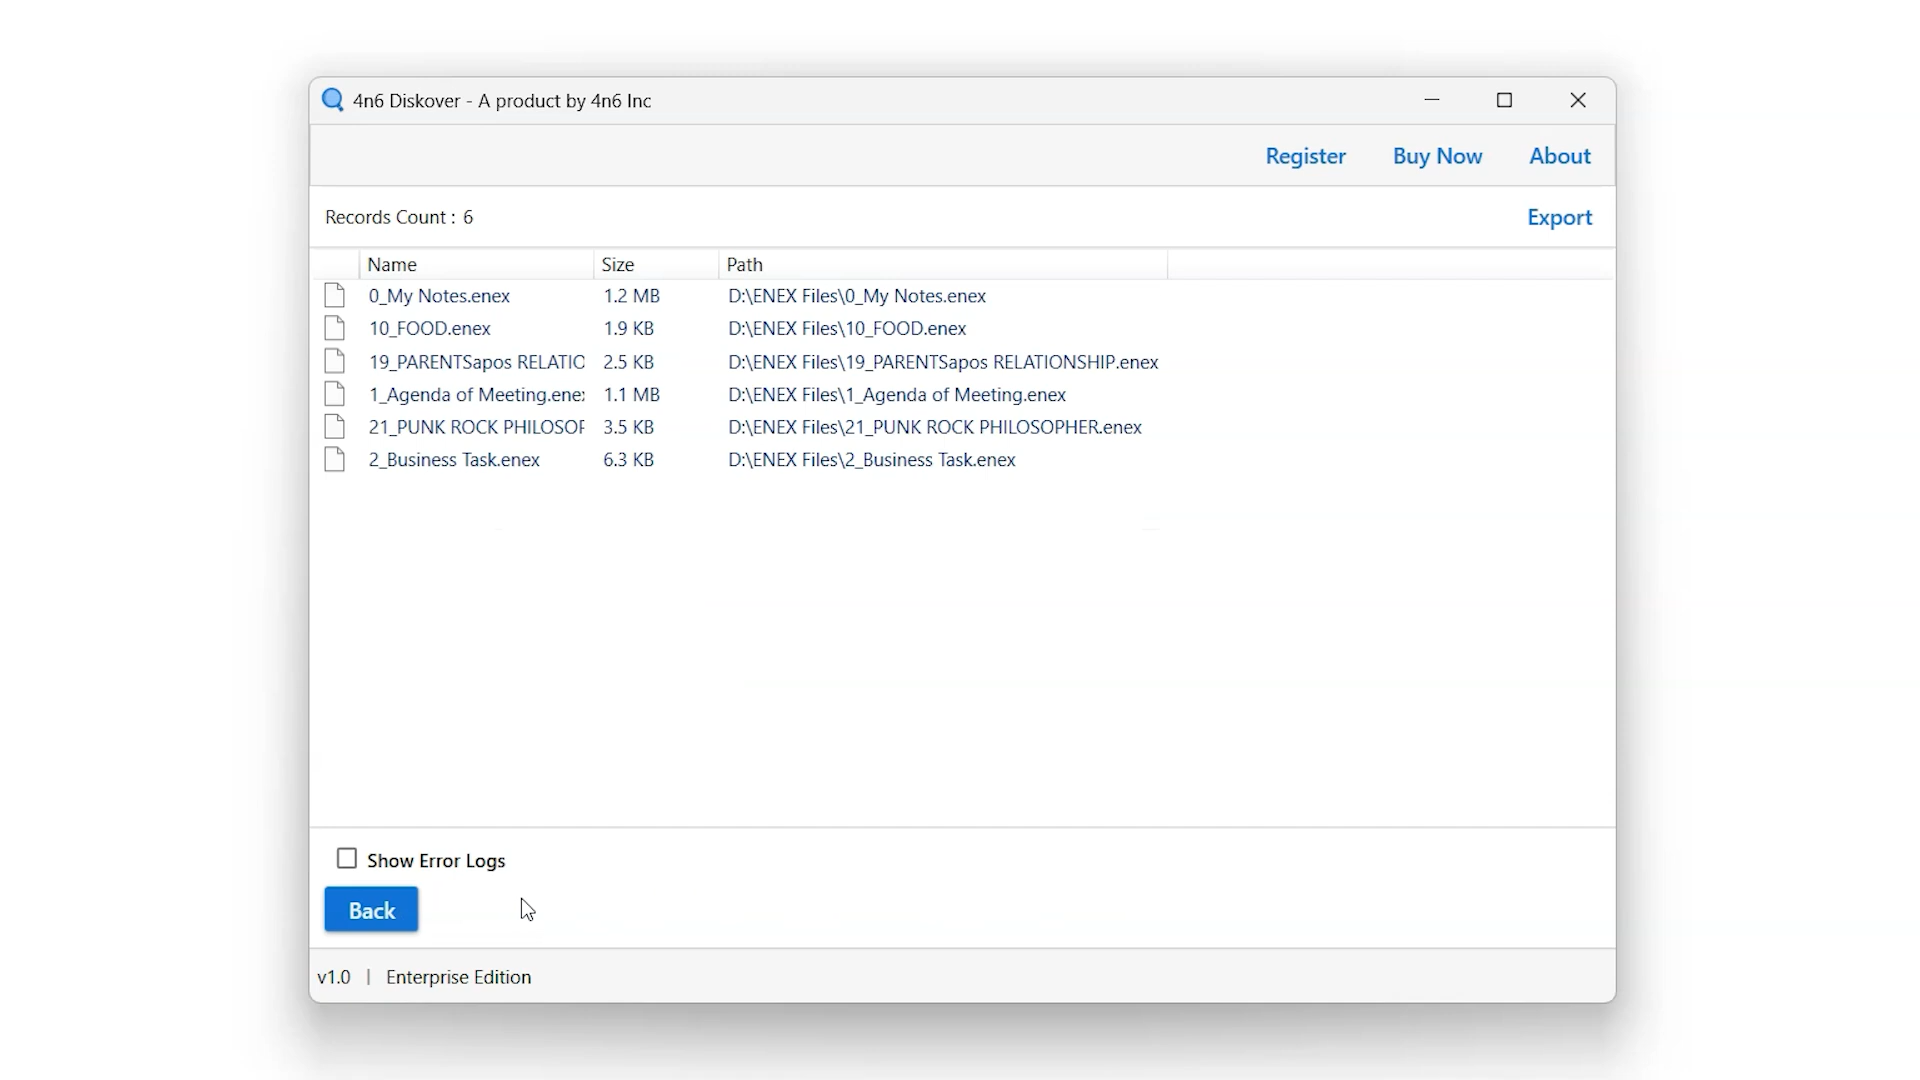 4n6 Diskover - A product by 4n6 Inc
Register Buy Now About
Records Count : 6 Export
Name Size Path
0_My Notes.enex 1.2 MB D:\ENEX Files\0_My Notes.enex
10_FOOD.enex 1.9 KB D:\ENEX Files\10_FOOD.enex
19_PARENTSapos RELATIC 2.5 KB D:\ENEX Files\19_PARENTSapos RELATIONSHIP.enex
1_Agenda of Meeting.ene 1.1 MB D:\ENEX Files\1_Agenda of Meeting.enex
21_PUNK ROCK PHILOSOF 3.5 KB D:\ENEX Files\21_PUNK ROCK PHILOSOPHER.enex
2_Business Task.enex 6.3 KB D:\ENEX Files\2_Business Task.enex
Show Error Logs
Back
v1.0 | Enterprise Edition